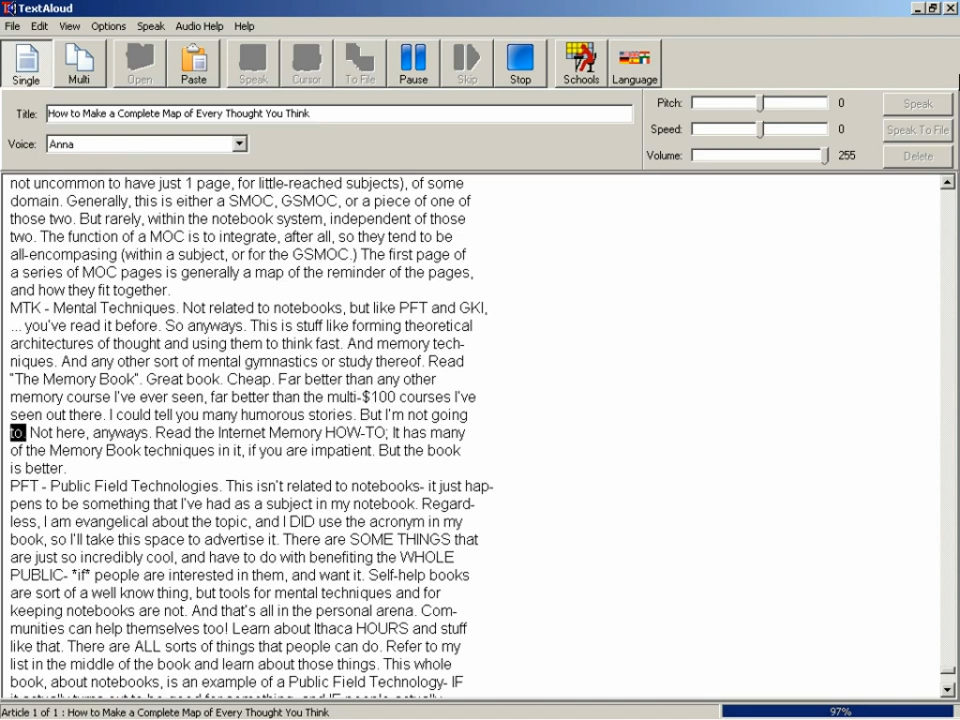 TextAloud
File Edit View Options Speak Audio Help Help
Single Multi Open Paste Speak Cursor To File Pause Skip Stop Schools Language
Title: How to Make a Complete Map of Every Thought You Think
Voice: Anna
Pitch: 0 Speak
Speed: 0 Speak To File
Volume: 255 Delete
not uncommon to have just 1 page, for little-reached subjects), of some
domain. Generally, this is either a SMOC, GSMOC, or a piece of one of
those two. But rarely, within the notebook system, independent of those
two. The function of a MOC is to integrate, after all, so they tend to be
all-encompasing (within a subject, or for the GSMOC.) The first page of
a series of MOC pages is generally a map of the reminder of the pages,
and how they fit together.
MTK - Mental Techniques. Not related to notebooks, but like PFT and GKI,
... you've read it before. So anyways. This is stuff like forming theoretical
architectures of thought and using them to think fast. And memory tech-
niques. And any other sort of mental gymnastics or study thereof. Read
"The Memory Book". Great book. Cheap. Far better than any other
memory course I've ever seen, far better than the multi-$100 courses I've
seen out there. I could tell you many humorous stories. But I'm not going
to. Not here, anyways. Read the Internet Memory HOW-TO; It has many
of the Memory Book techniques in it, if you are impatient. But the book
is better.
PFT - Public Field Technologies. This isn't related to notebooks- it just hap-
pens to be something that I've had as a subject in my notebook. Regard-
less, I am evangelical about the topic, and I DID use the acronym in my
book, so I'll take this space to advertise it. There are SOME THINGS that
are just so incredibly cool, and have to do with benefiting the WHOLE
PUBLIC- *if* people are interested in them, and want it. Self-help books
are sort of a well know thing, but tools for mental techniques and for
keeping notebooks are not. And that's all in the personal arena. Com-
munities can help themselves too! Learn about Ithaca HOURS and stuff
like that. There are ALL sorts of things that people can do. Refer to my
list in the middle of the book and learn about those things. This whole
book, about notebooks, is an example of a Public Field Technology- IF
it actually turns out to be good for something, and IF people actually
Article 1 of 1 : How to Make a Complete Map of Every Thought You Think
97%